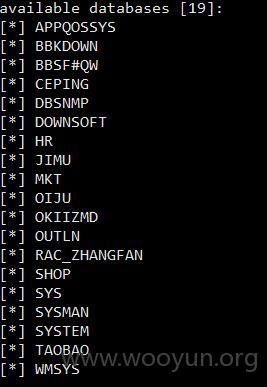 available databases [19]:
[*] APPQOSSYS
[*] BBKDOWN
[*] BBSF#QW
[*] CEPING
[*] DBSNMP
[*] DOWNSOFT
[*] HR
[*] JIMU
[*] MKT
[*] OIJU
[*] OKIIZMD
[*] OUTLN
[*] RAC_ZHANGFAN
[*] SHOP
[*] SYS
[*] SYSMAN
[*] SYSTEM
[*] TAOBAO
[*] WMSYS
www.wooyun.org